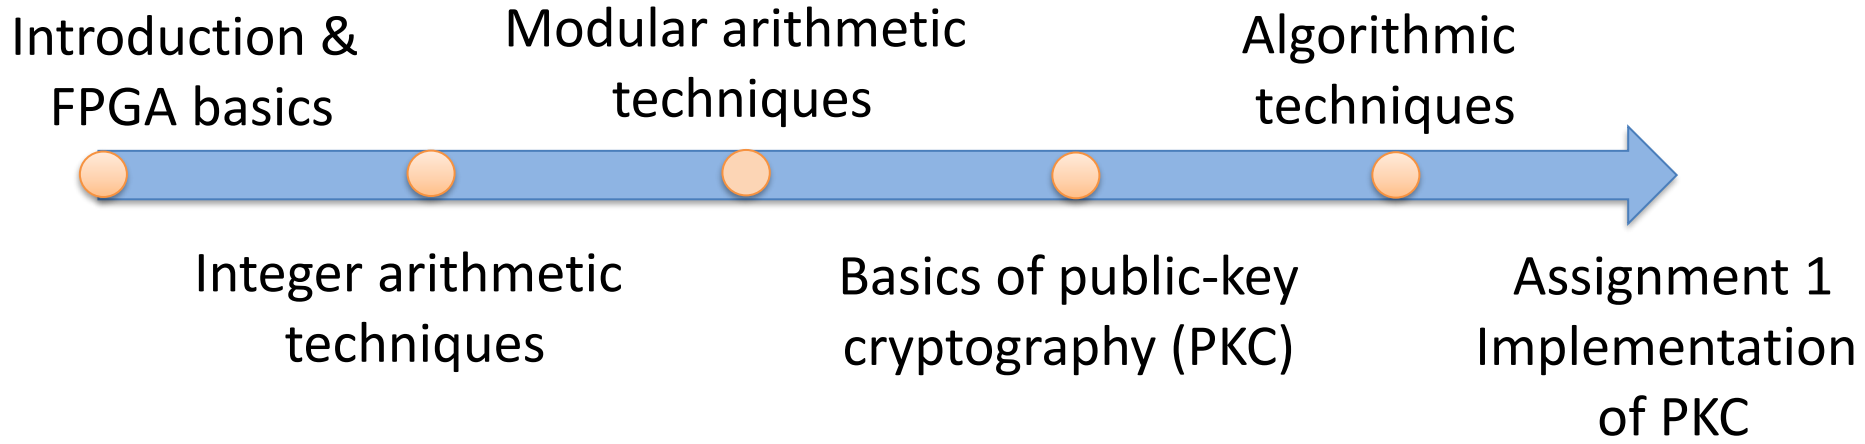 Introduction &
FPGA basics
Integer arithmetic
techniques
Modular arithmetic
techniques
Basics of public-key
cryptography (PKC)
Algorithmic
techniques
Assignment 1
Implementation
of PKC